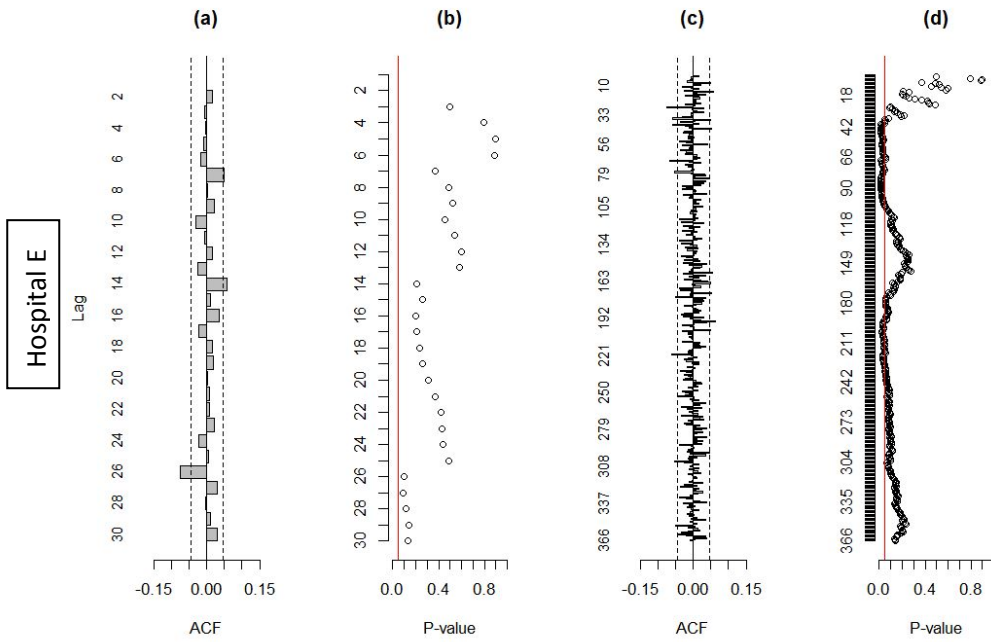 (a) (b) (c) (d)
Hospital E
Lag
2 4 6 8 10 12 14 16 18 20 22 24 26 28 30
-0.15 0.00 0.15
ACF
2 4 6 8 10 12 14 16 18 20 22 24 26 28 30
0.0 0.4 0.8
P-value
10 33 56 79 105 134 163 192 221 250 279 308 337 366
-0.15 0.00 0.15
ACF
18 42 66 90 118 149 180 211 242 273 304 335 366
0.0 0.4 0.8
P-value